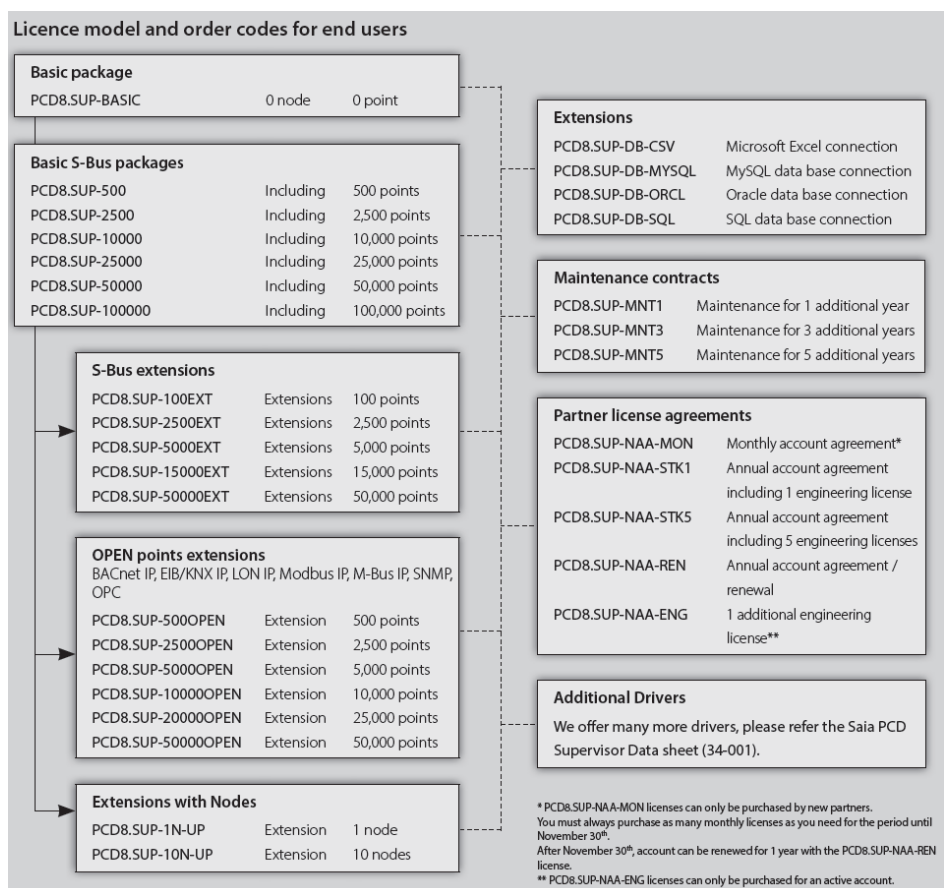 Licence model and order codes for end users
Basic package
PCD8.SUP-BASIC 0 node 0 point
Basic S-Bus packages
PCD8.SUP-500 Including 500 points
PCD8.SUP-2500 Including 2,500 points
PCD8.SUP-10000 Including 10,000 points
PCD8.SUP-25000 Including 25,000 points
PCD8.SUP-50000 Including 50,000 points
PCD8.SUP-100000 Including 100,000 points
S-Bus extensions
PCD8.SUP-100EXT Extensions 100 points
PCD8.SUP-2500EXT Extensions 2,500 points
PCD8.SUP-5000EXT Extensions 5,000 points
PCD8.SUP-15000EXT Extensions 15,000 points
PCD8.SUP-50000EXT Extensions 50,000 points
OPEN points extensions
BACnet IP, EIB/KNX IP, LON IP, Modbus IP, M-Bus IP, SNMP,
OPC
PCD8.SUP-500OPEN Extension 500 points
PCD8.SUP-2500OPEN Extension 2,500 points
PCD8.SUP-5000OPEN Extension 5,000 points
PCD8.SUP-10000OPEN Extension 10,000 points
PCD8.SUP-20000OPEN Extension 25,000 points
PCD8.SUP-50000OPEN Extension 50,000 points
Extensions with Nodes
PCD8.SUP-1N-UP Extension 1 node
PCD8.SUP-10N-UP Extension 10 nodes
Extensions
PCD8.SUP-DB-CSV Microsoft Excel connection
PCD8.SUP-DB-MYSQL MySQL data base connection
PCD8.SUP-DB-ORCL Oracle data base connection
PCD8.SUP-DB-SQL SQL data base connection
Maintenance contracts
PCD8.SUP-MNT1 Maintenance for 1 additional year
PCD8.SUP-MNT3 Maintenance for 3 additional years
PCD8.SUP-MNT5 Maintenance for 5 additional years
Partner license agreements
PCD8.SUP-NAA-MON Monthly account agreement*
PCD8.SUP-NAA-STK1 Annual account agreement
including 1 engineering license
PCD8.SUP-NAA-STK5 Annual account agreement
including 5 engineering licenses
PCD8.SUP-NAA-REN Annual account agreement /
renewal
PCD8.SUP-NAA-ENG 1 additional engineering
license**
Additional Drivers
We offer many more drivers, please refer the Saia PCD
Supervisor Data sheet (34-001).
* PCD8.SUP-NAA-MON licenses can only be purchased by new partners.
You must always purchase as many monthly licenses as you need for the period until
November 30th.
After November 30th, account can be renewed for 1 year with the PCD8.SUP-NAA-REN
license.
** PCD8.SUP-NAA-ENG licenses can only be purchased for an active account.